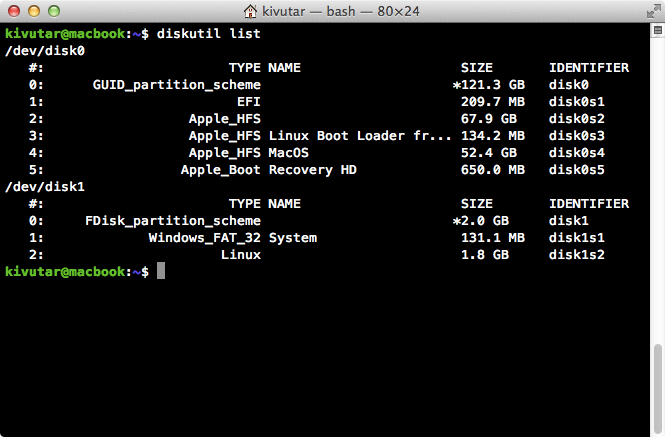 kivutar — bash — 80×24
kivutar@macbook:~$ diskutil list
/dev/disk0
   #:                       TYPE NAME                    SIZE       IDENTIFIER
   0:      GUID_partition_scheme                        *121.3 GB   disk0
   1:                        EFI                         209.7 MB   disk0s1
   2:                  Apple_HFS                         67.9 GB    disk0s2
   3:                  Apple_HFS Linux Boot Loader fr... 134.2 MB   disk0s3
   4:                  Apple_HFS MacOS                   52.4 GB    disk0s4
   5:                 Apple_Boot Recovery HD             650.0 MB   disk0s5
/dev/disk1
   #:                       TYPE NAME                    SIZE       IDENTIFIER
   0:     FDisk_partition_scheme                        *2.0 GB     disk1
   1:             Windows_FAT_32 System                  131.1 MB   disk1s1
   2:                      Linux                         1.8 GB     disk1s2
kivutar@macbook:~$